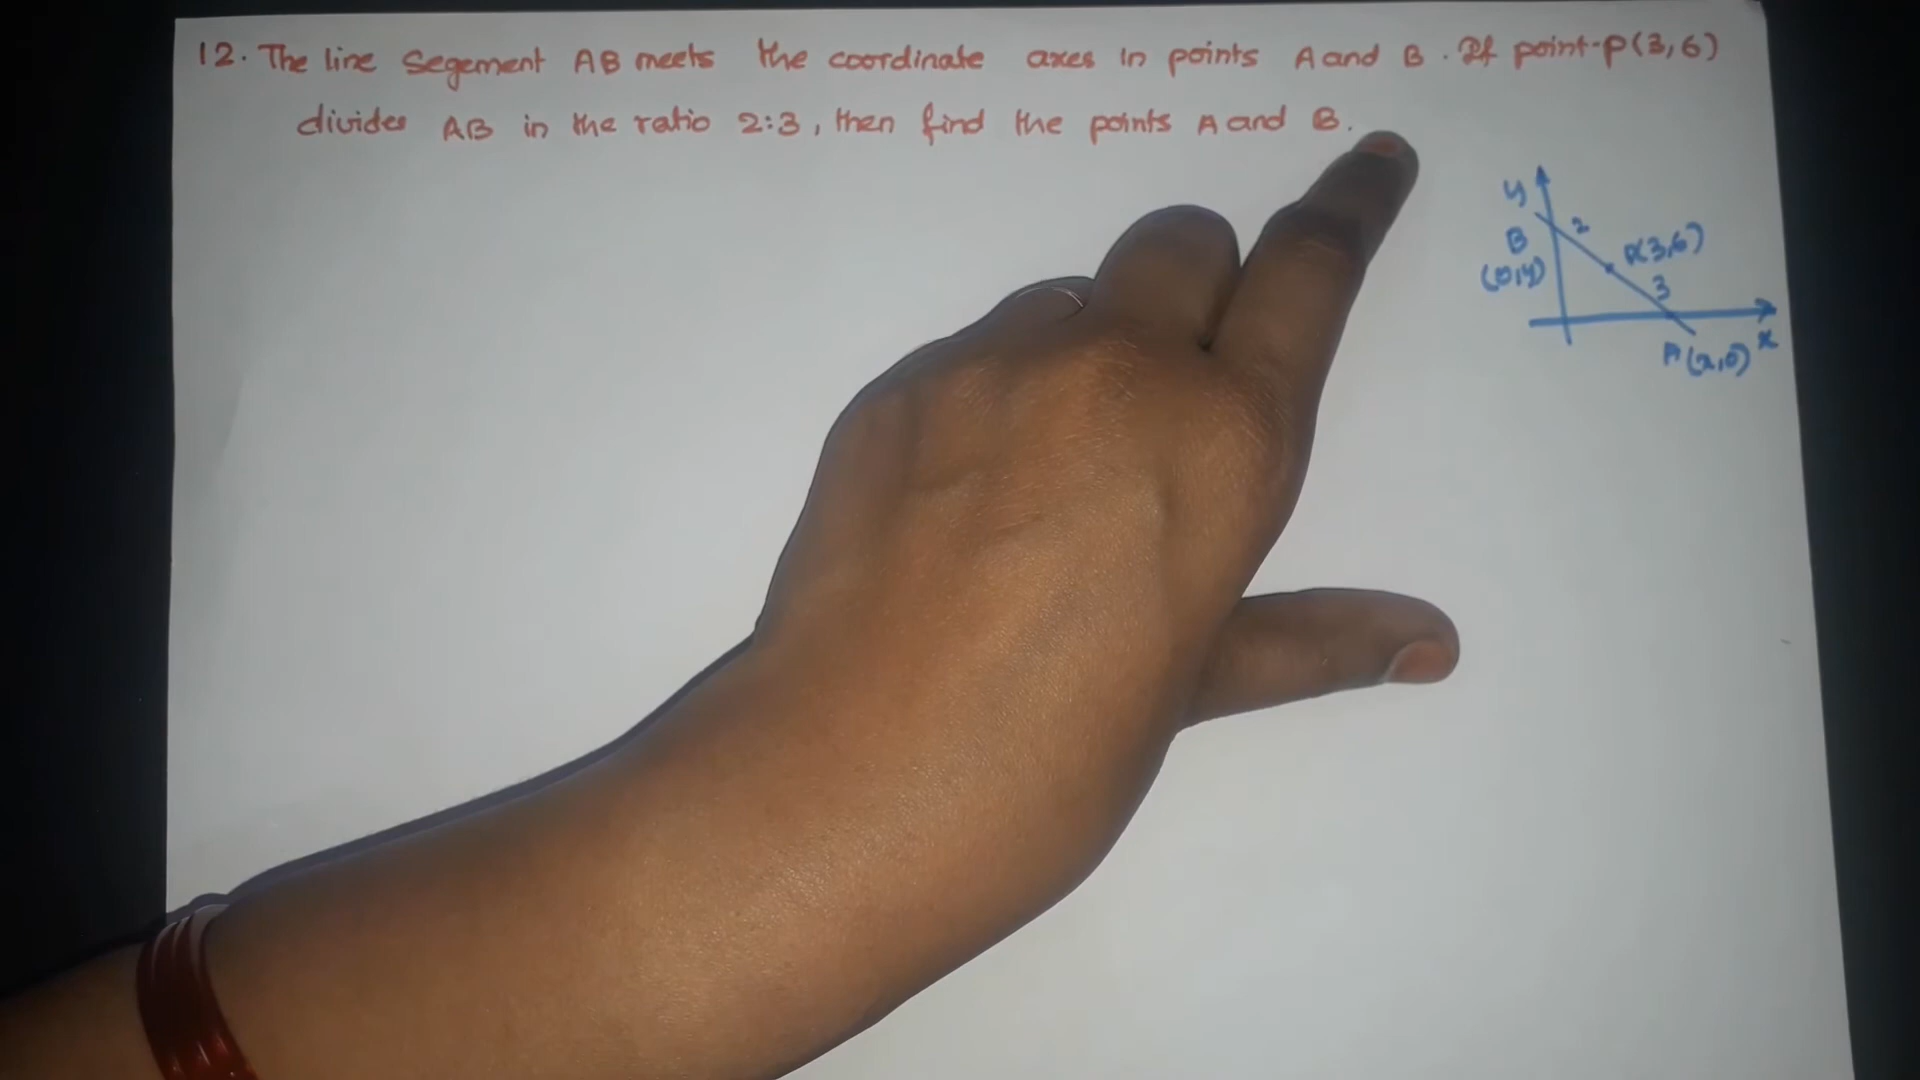 12. The line Segement AB meets the coordinate axes in points A and B. If point P(3,6)
divides AB in the ratio 2:3, then find the points A and B.
y
2
B
P(3,6)
(0,y)
3
x
A(x,0)